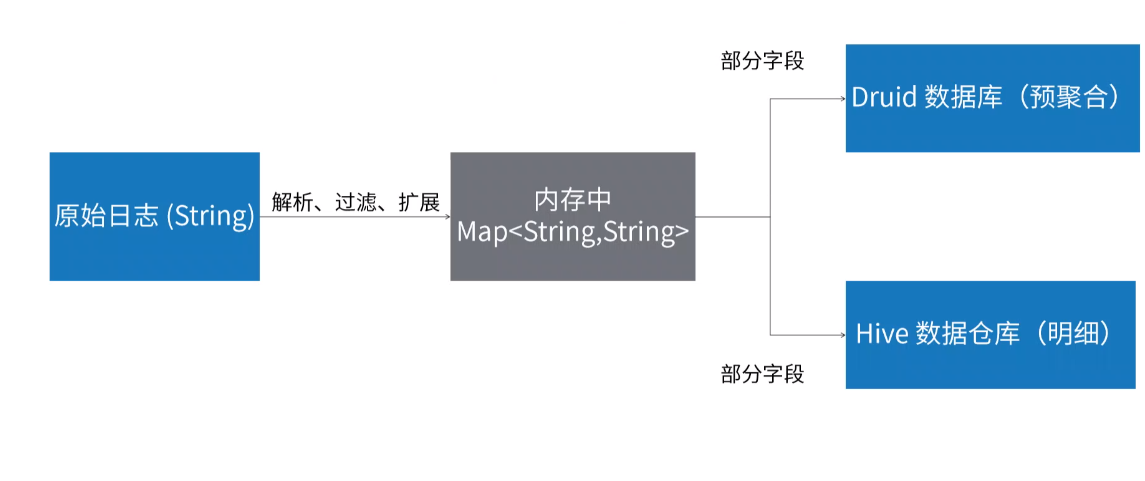 原始日志 (String)
解析、过滤、扩展
内存中
Map<String,String>
部分字段
Druid 数据库（预聚合）
Hive 数据仓库（明细）
部分字段